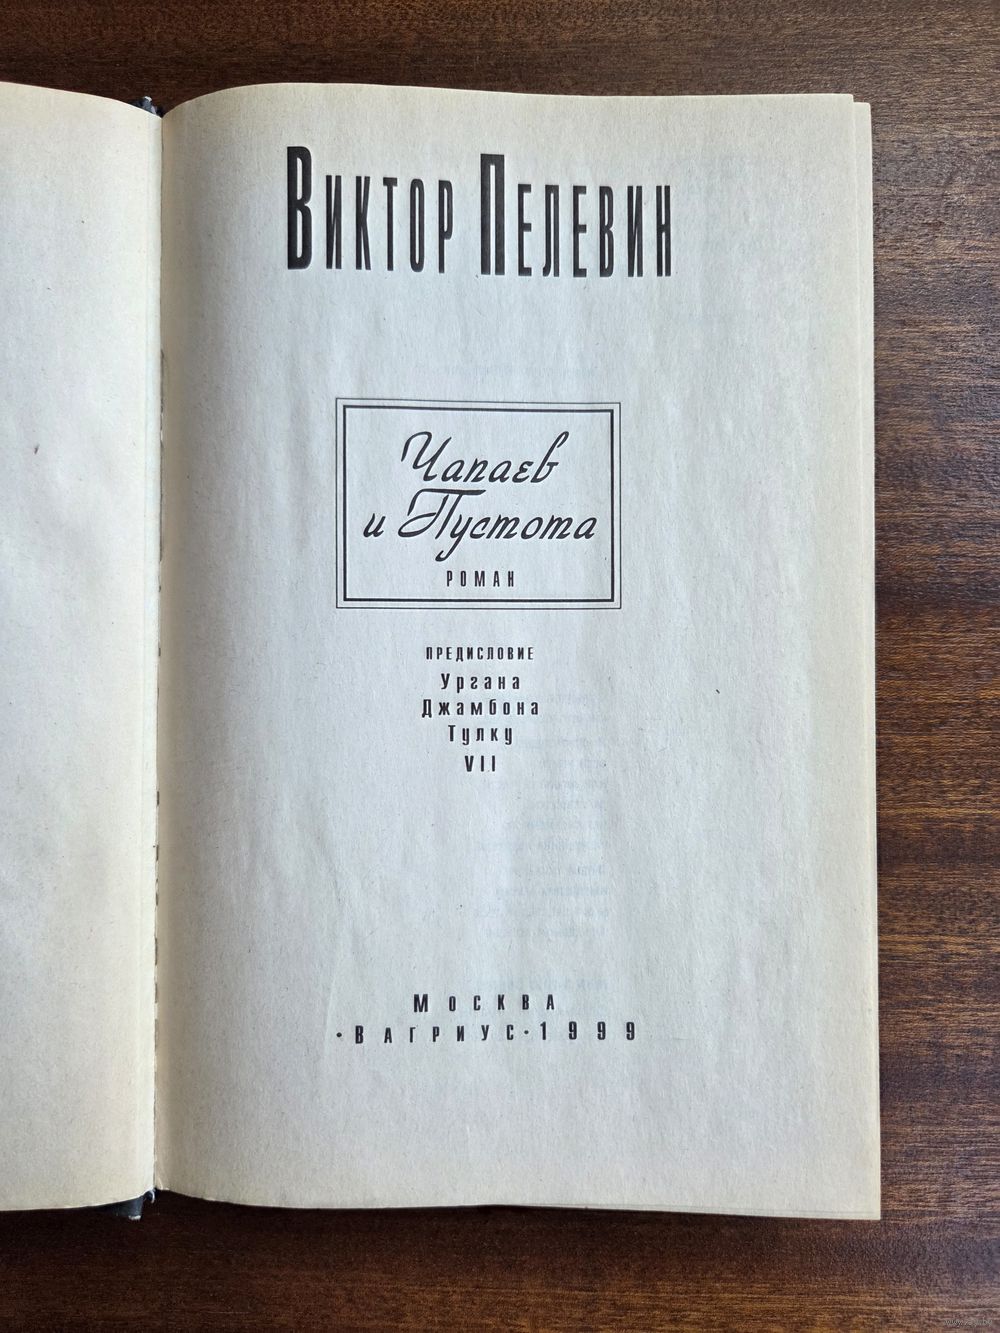 Виктор Пелевин
Чапаев
и Пустота
РОМАН
ПРЕДИСЛОВИЕ
Ургана
Джамбона
Тулку
VII
Москва
·Вагриус·1999